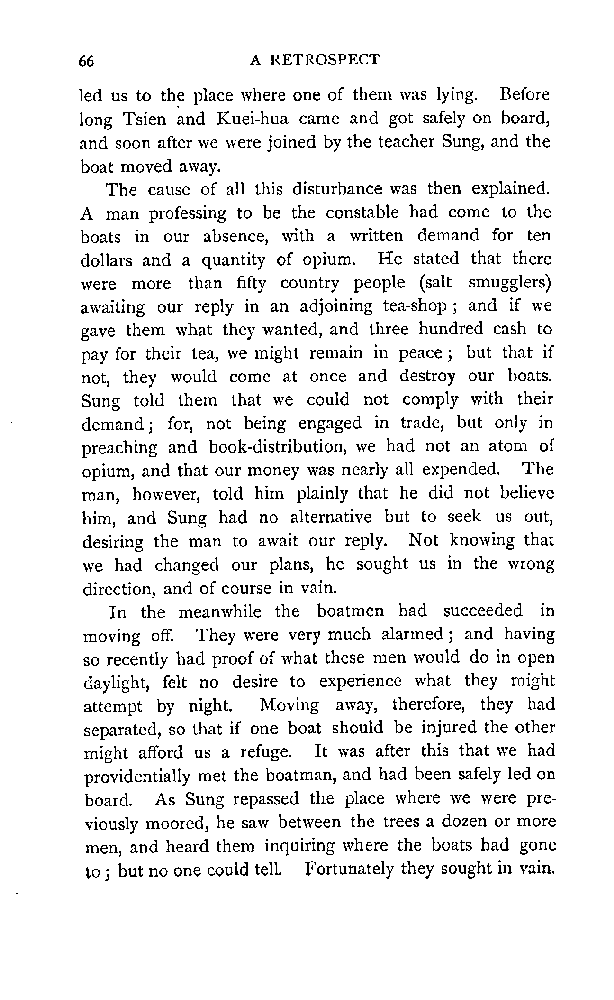 66 A RETROSPECT
led us to the place where one of them was lying. Before
long Tsien and Kuei-hua came and got safely on board,
and soon after we were joined by the teacher Sung, and the
boat moved away.
The cause of all this disturbance was then explained.
A man professing to be the constable had come to the
boats in our absence, with a written demand for ten
dollars and a quantity of opium. He stated that there
were more than fifty country people (salt smugglers)
awaiting our reply in an adjoining tea-shop ; and if we
gave them what they wanted, and three hundred cash to
pay for their tea, we might remain in peace ; but that if
not, they would come at once and destroy our boats.
Sung told them that we could not comply with their
demand ; for, not being engaged in trade, but only in
preaching and book-distribution, we had not an atom of
opium, and that our money was nearly all expended. The
man, however, told him plainly that he did not believe
him, and Sung had no alternative but to seek us out,
desiring the man to await our reply. Not knowing that
we had changed our plans, he sought us in the wrong
direction, and of course in vain.
In the meanwhile the boatmen had succeeded in
moving off. They were very much alarmed ; and having
so recently had proof of what these men would do in open
daylight, felt no desire to experience what they might
attempt by night. Moving away, therefore, they had
separated, so that if one boat should be injured the other
might afford us a refuge. It was after this that we had
providentially met the boatman, and had been safely led on
board. As Sung repassed the place where we were pre-
viously moored, he saw between the trees a dozen or more
men, and heard them inquiring where the boats had gone
to ; but no one could tell. Fortunately they sought in vain.